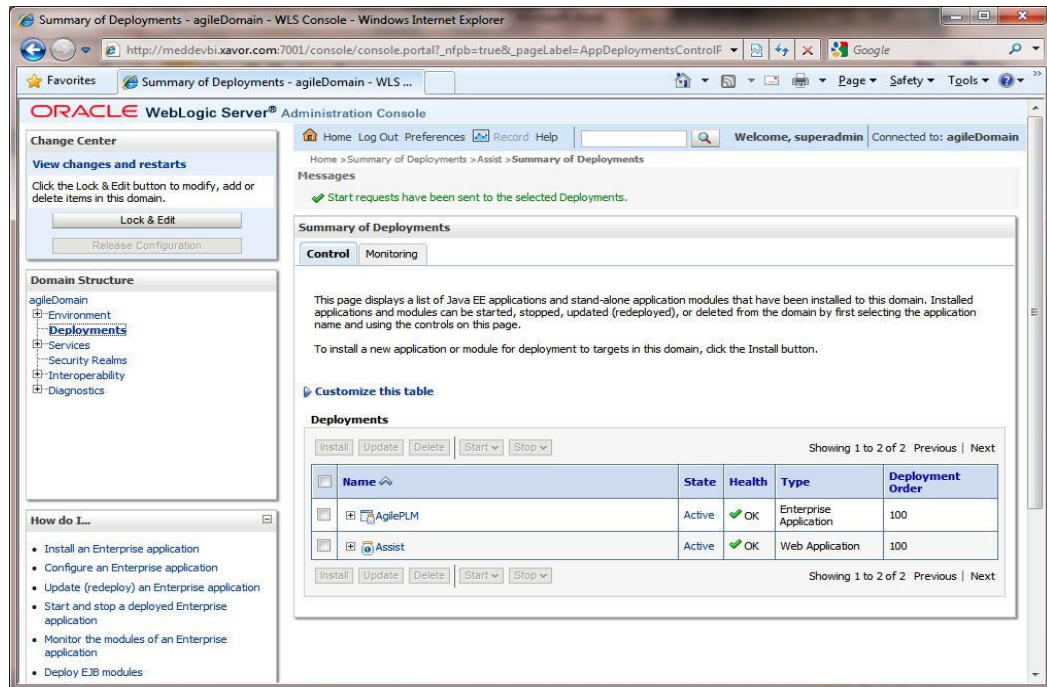 Summary of Deployments - agileDomain - WLS Console - Windows Internet Explorer
http://meddevbi.xavor.com:7001/console/console.portal?_nfpb=true&_pageLabel=AppDeploymentsControlP
Google
Favorites
Summary of Deployments - agileDomain - WLS ...
Page Safety Tools
ORACLE WebLogic Server® Administration Console
Change Center
View changes and restarts
Click the Lock & Edit button to modify, add or
delete items in this domain.
Lock & Edit
Release Configuration
Domain Structure
agileDomain
Environment
Deployments
Services
Security Realms
Interoperability
Diagnostics
How do I...
• Install an Enterprise application
• Configure an Enterprise application
• Update (redeploy) an Enterprise application
• Start and stop a deployed Enterprise
application
• Monitor the modules of an Enterprise
application
• Deploy EJB modules
Home Log Out Preferences Record Help
Welcome, superadmin Connected to: agileDomain
Home >Summary of Deployments >Assist >Summary of Deployments
Messages
Start requests have been sent to the selected Deployments.
Summary of Deployments
Control Monitoring
This page displays a list of Java EE applications and stand-alone application modules that have been installed to this domain. Installed
applications and modules can be started, stopped, updated (redeployed), or deleted from the domain by first selecting the application
name and using the controls on this page.
To install a new application or module for deployment to targets in this domain, click the Install button.
Customize this table
Deployments
Install Update Delete Start Stop Showing 1 to 2 of 2 Previous | Next
Name State Health Type Deployment Order
AgilePLM Active OK Enterprise Application 100
Assist Active OK Web Application 100
Install Update Delete Start Stop Showing 1 to 2 of 2 Previous | Next